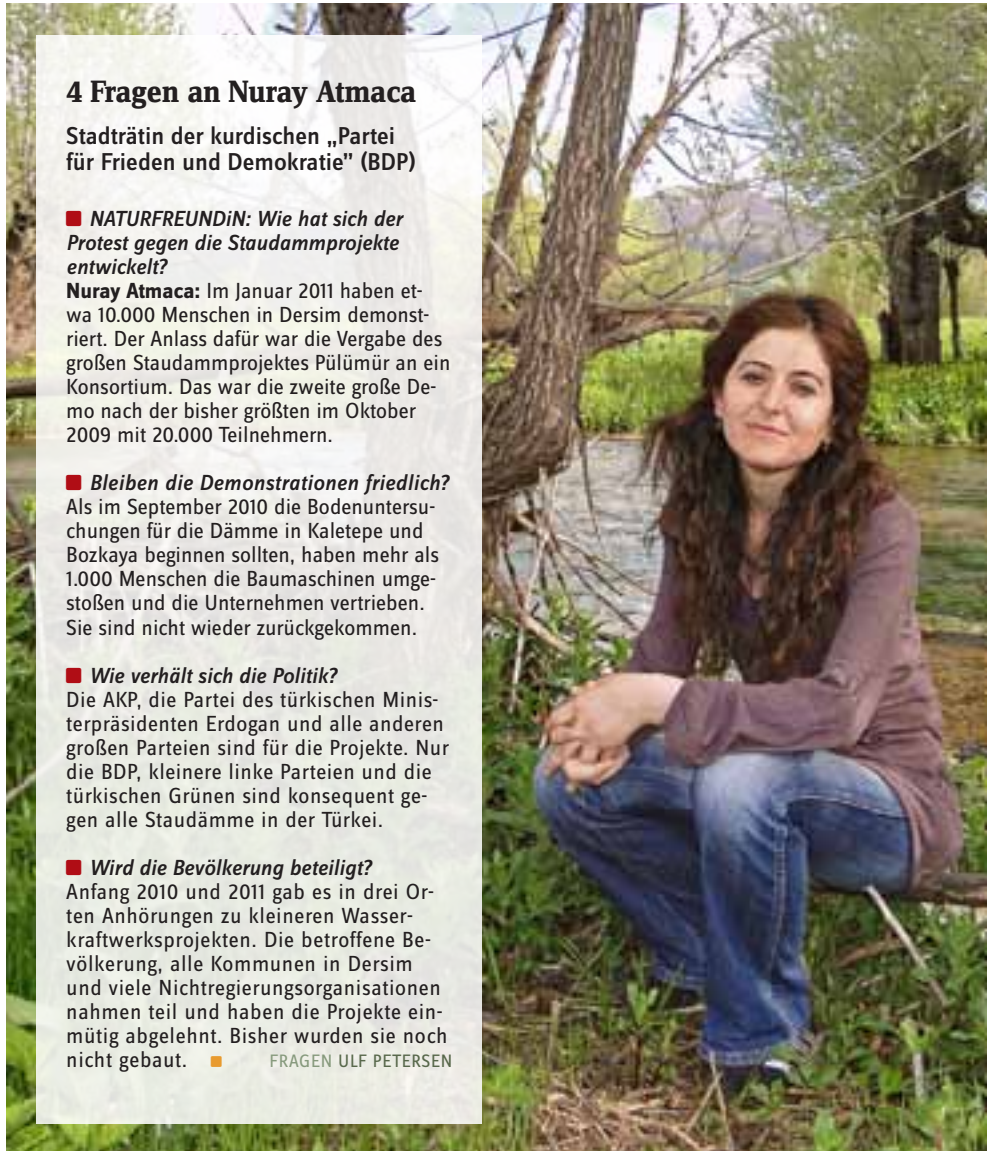 4 Fragen an Nuray Atmaca
Stadträtin der kurdischen „Partei
für Frieden und Demokratie" (BDP)
NATURFREUNDiN: Wie hat sich der
Protest gegen die Staudammprojekte
entwickelt?
Nuray Atmaca: Im Januar 2011 haben et-
wa 10.000 Menschen in Dersim demonst-
riert. Der Anlass dafür war die Vergabe des
großen Staudammprojektes Pülümür an ein
Konsortium. Das war die zweite große De-
mo nach der bisher größten im Oktober
2009 mit 20.000 Teilnehmern.
Bleiben die Demonstrationen friedlich?
Als im September 2010 die Bodenuntersu-
chungen für die Dämme in Kaletepe und
Bozkaya beginnen sollten, haben mehr als
1.000 Menschen die Baumaschinen umge-
stoßen und die Unternehmen vertrieben.
Sie sind nicht wieder zurückgekommen.
Wie verhält sich die Politik?
Die AKP, die Partei des türkischen Minis-
terpräsidenten Erdogan und alle anderen
großen Parteien sind für die Projekte. Nur
die BDP, kleinere linke Parteien und die
türkischen Grünen sind konsequent ge-
gen alle Staudämme in der Türkei.
Wird die Bevölkerung beteiligt?
Anfang 2010 und 2011 gab es in drei Or-
ten Anhörungen zu kleineren Wasser-
kraftwerksprojekten. Die betroffene Be-
völkerung, alle Kommunen in Dersim
und viele Nichtregierungsorganisationen
nahmen teil und haben die Projekte ein-
mütig abgelehnt. Bisher wurden sie noch
nicht gebaut. FRAGEN ULF PETERSEN